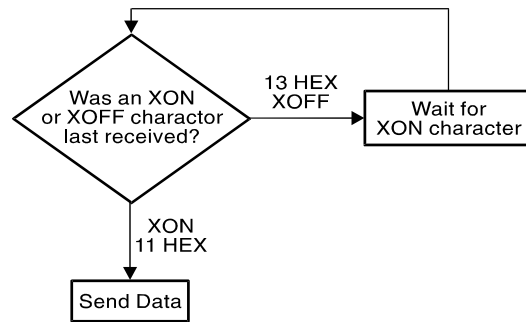 Was an XON
or XOFF charactor
last received?
13 HEX
XOFF
Wait for
XON character
XON
11 HEX
Send Data